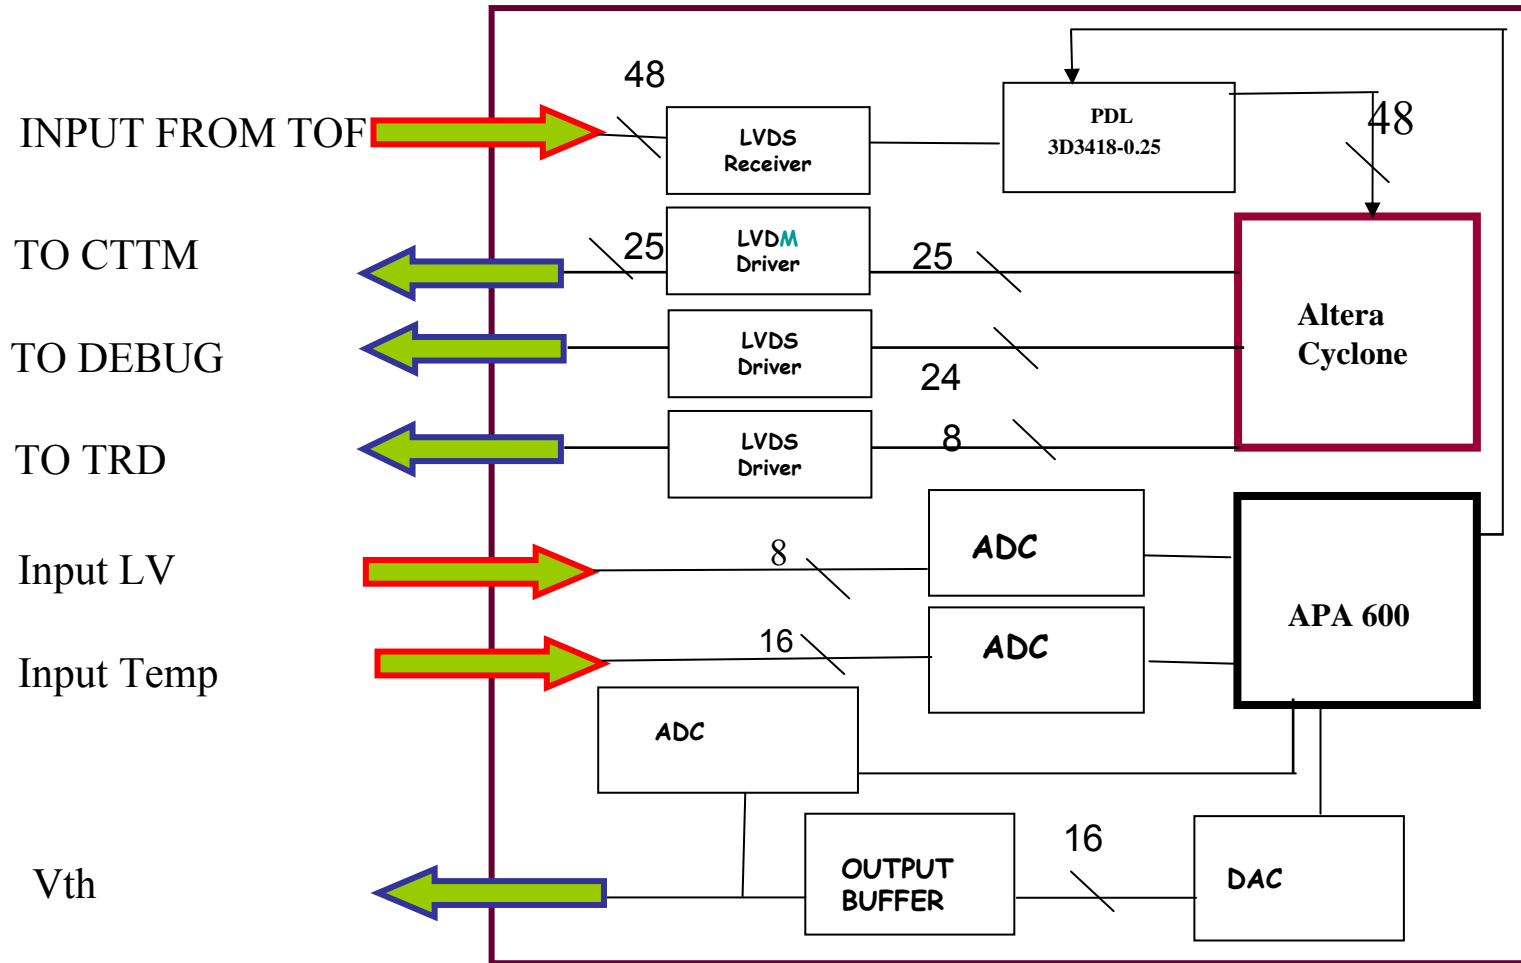 48
INPUT FROM TOF
LVDS
Receiver
PDL
3D3418-0.25
48
TO CTTM
25
LVDM
Driver
25
Altera
Cyclone
TO DEBUG
LVDS
Driver
24
TO TRD
LVDS
Driver
8
Input LV
8
ADC
APA 600
Input Temp
16
ADC
ADC
Vth
OUTPUT
BUFFER
16
DAC